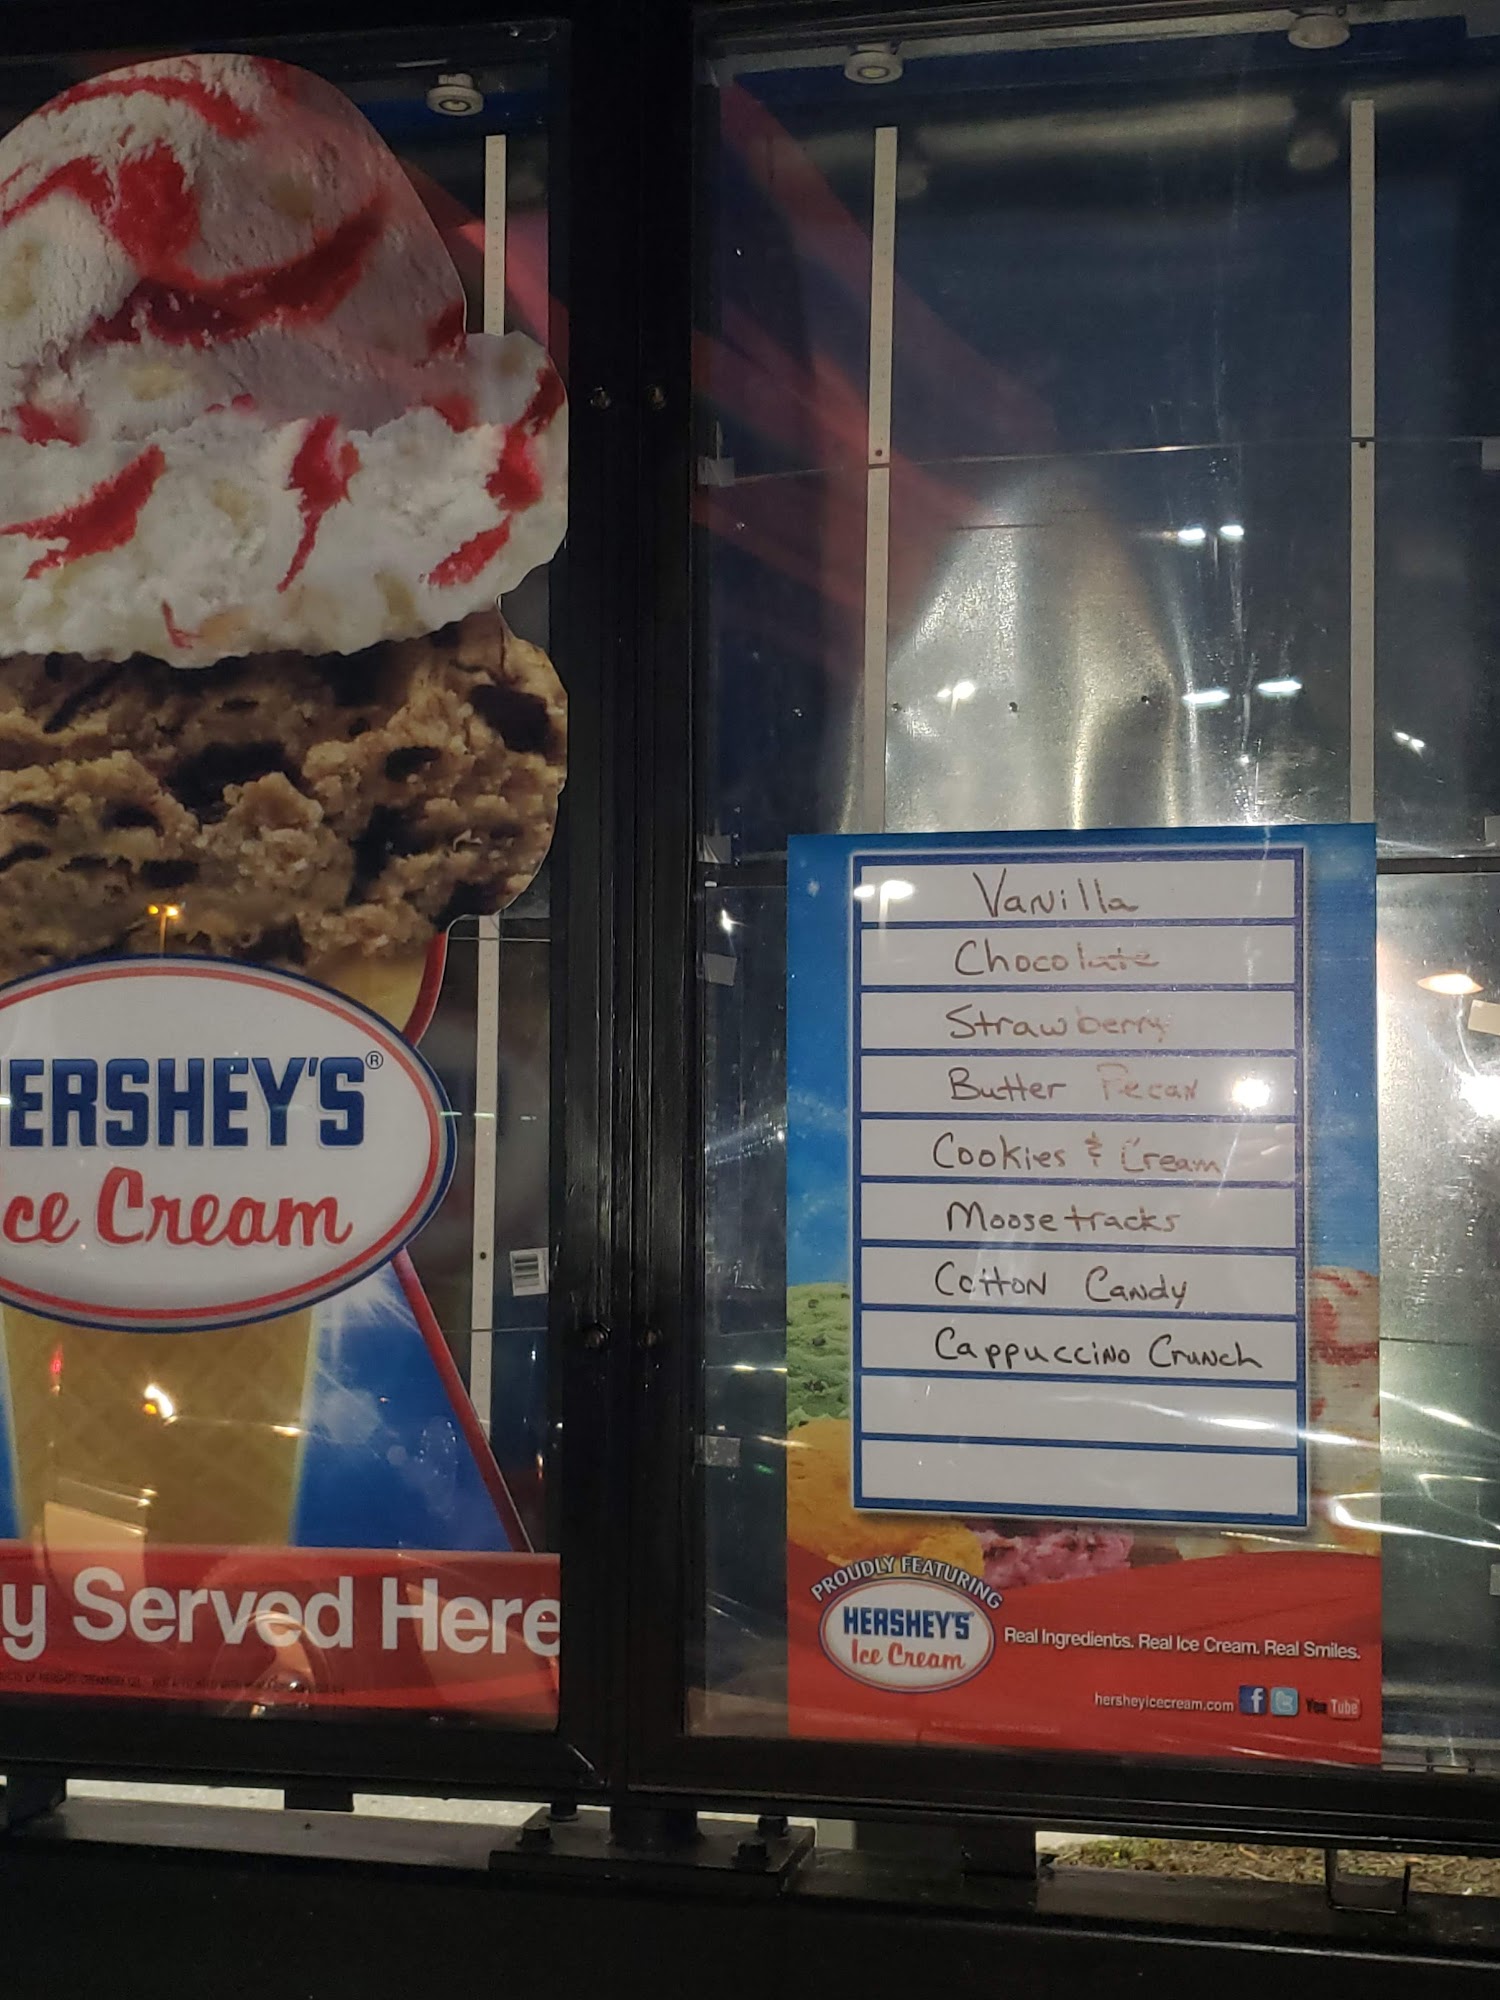 ERSHEY'S®
ce Cream
y Served Here
Vanilla
Chocolate
Strawberry
Butter Pecan
Cookies & Cream
Moosetracks
Cotton Candy
Cappuccino Crunch
PROUDLY FEATURING
HERSHEY'S
Ice Cream
Real Ingredients. Real Ice Cream. Real Smiles.
hersheyicecream.com
You Tube